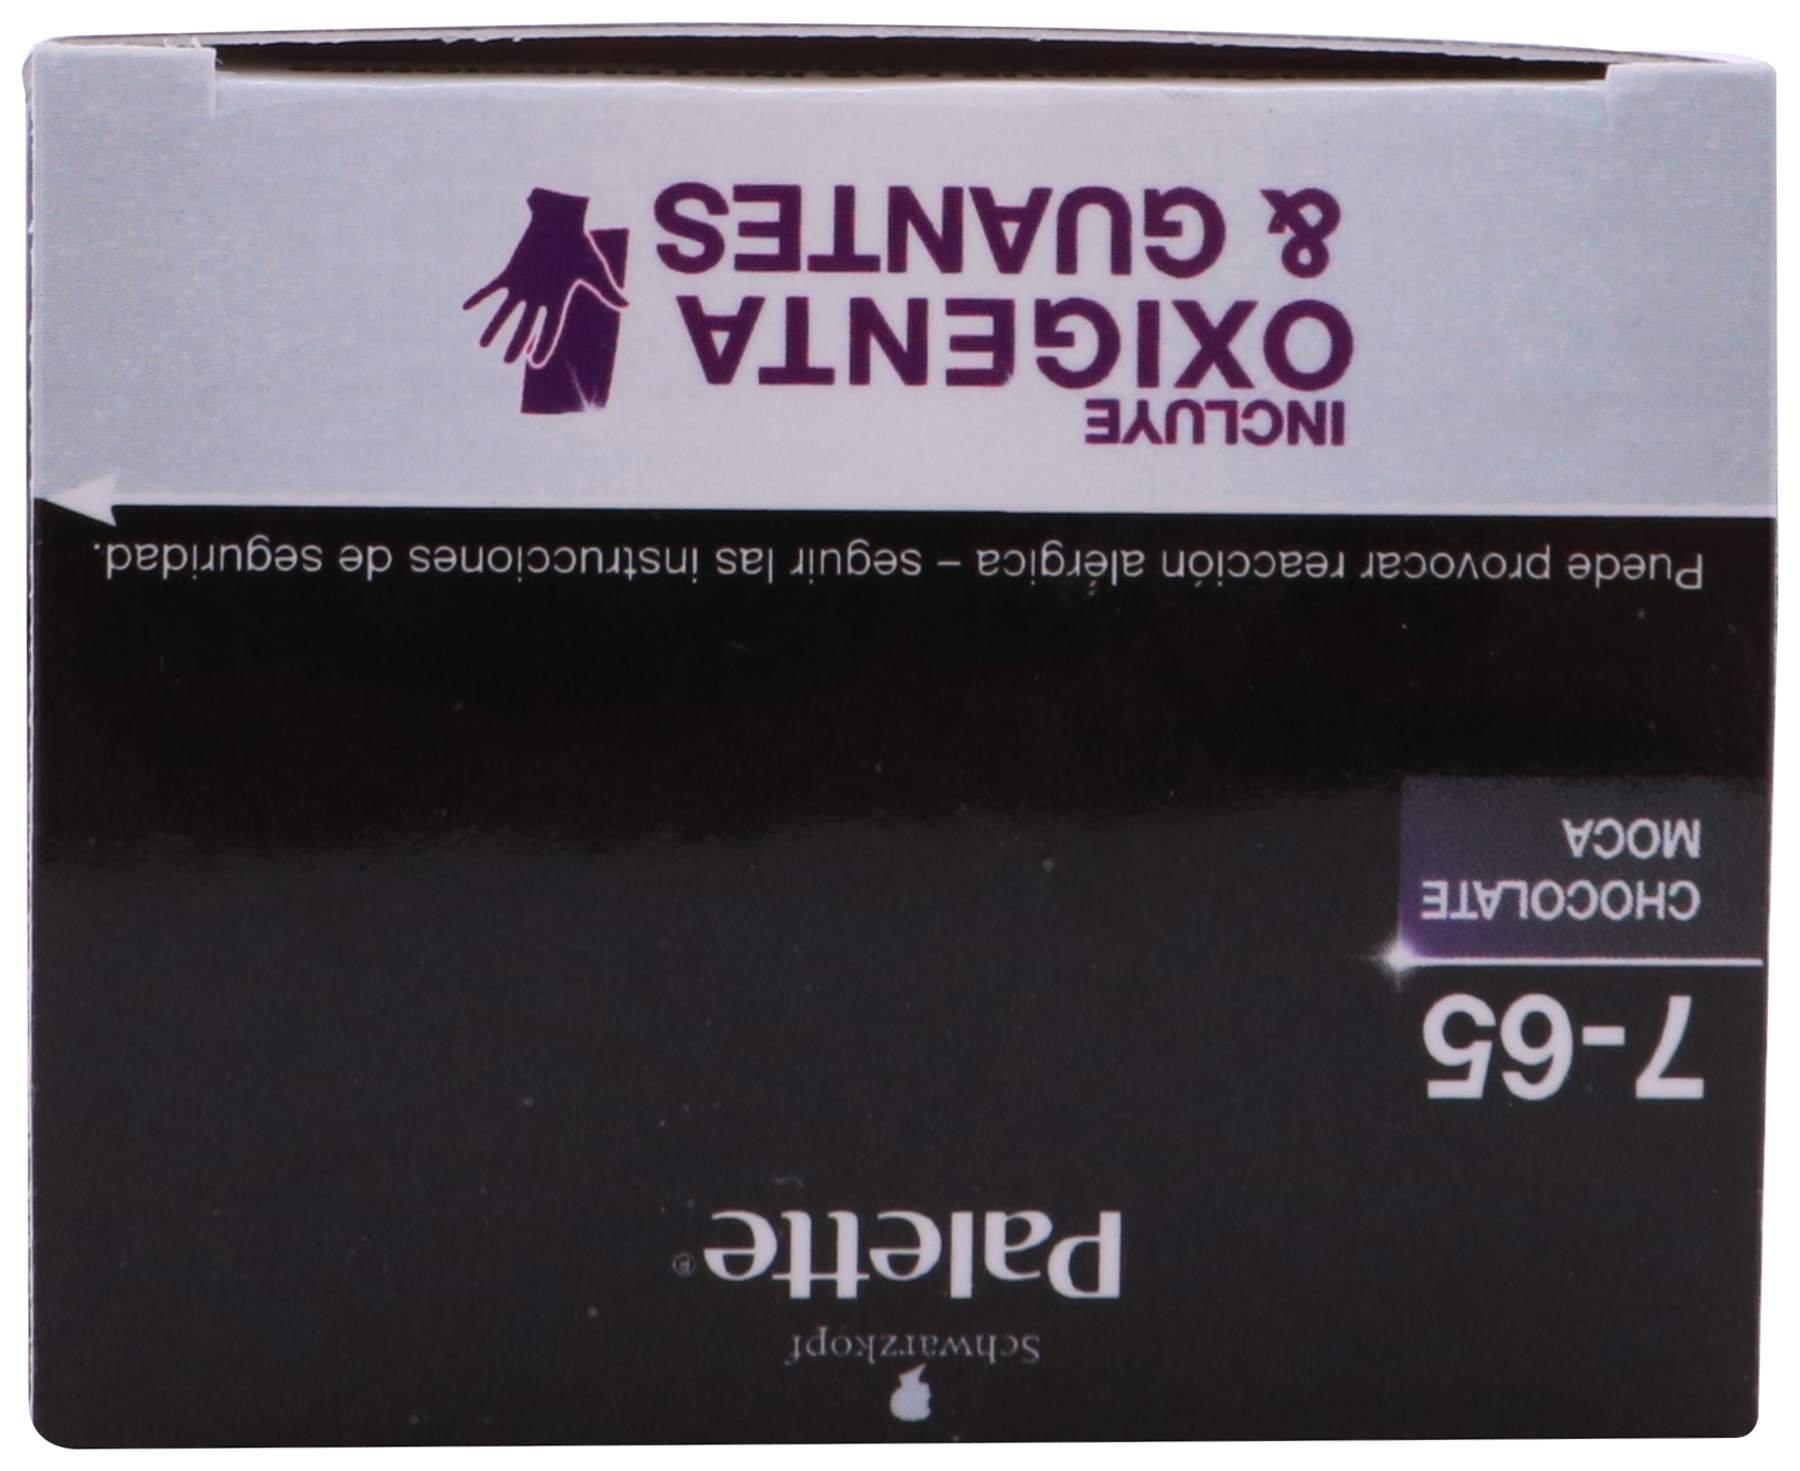 Schwarzkopf
Palette®
7-65
CHOCOLATE
MOCA
Puede provocar reacción alérgica – seguir las instrucciones de seguridad.
INCLUYE
OXIGENTA
& GUANTES